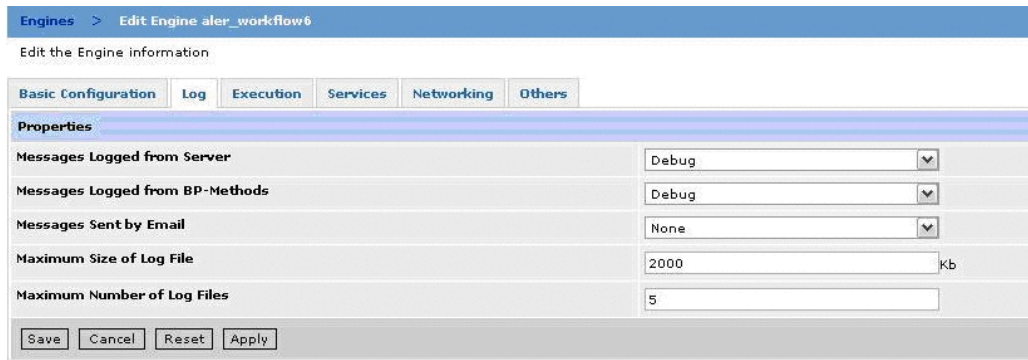 Engines > Edit Engine aler_workflow6
Edit the Engine information
Basic Configuration Log Execution Services Networking Others
Properties
Messages Logged from Server Debug
Messages Logged from BP-Methods Debug
Messages Sent by Email None
Maximum Size of Log File 2000 Kb
Maximum Number of Log Files 5
Save Cancel Reset Apply